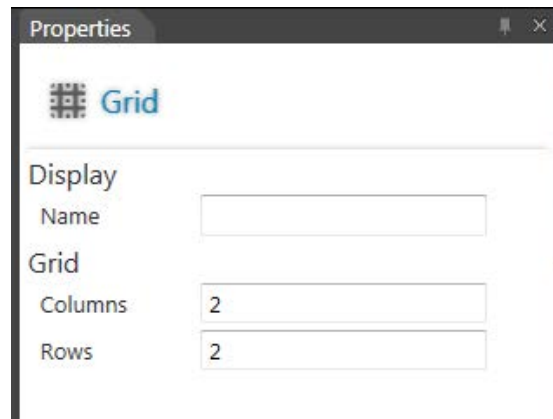 Properties
Grid
Display
Name
Grid
Columns 2
Rows 2